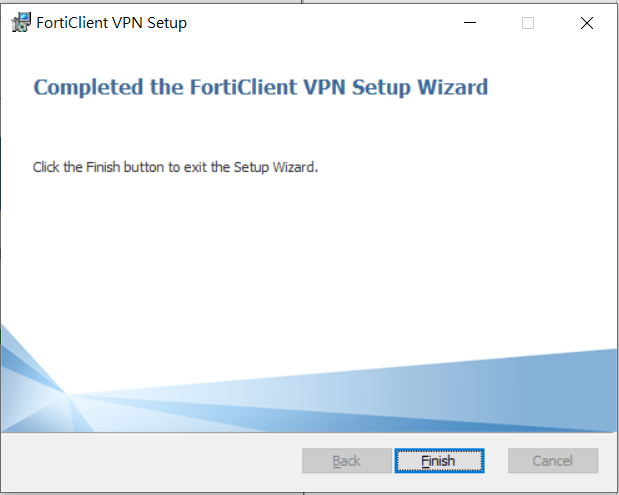 FortiClient VPN Setup
Completed the FortiClient VPN Setup Wizard
Click the Finish button to exit the Setup Wizard.
Back
Finish
Cancel